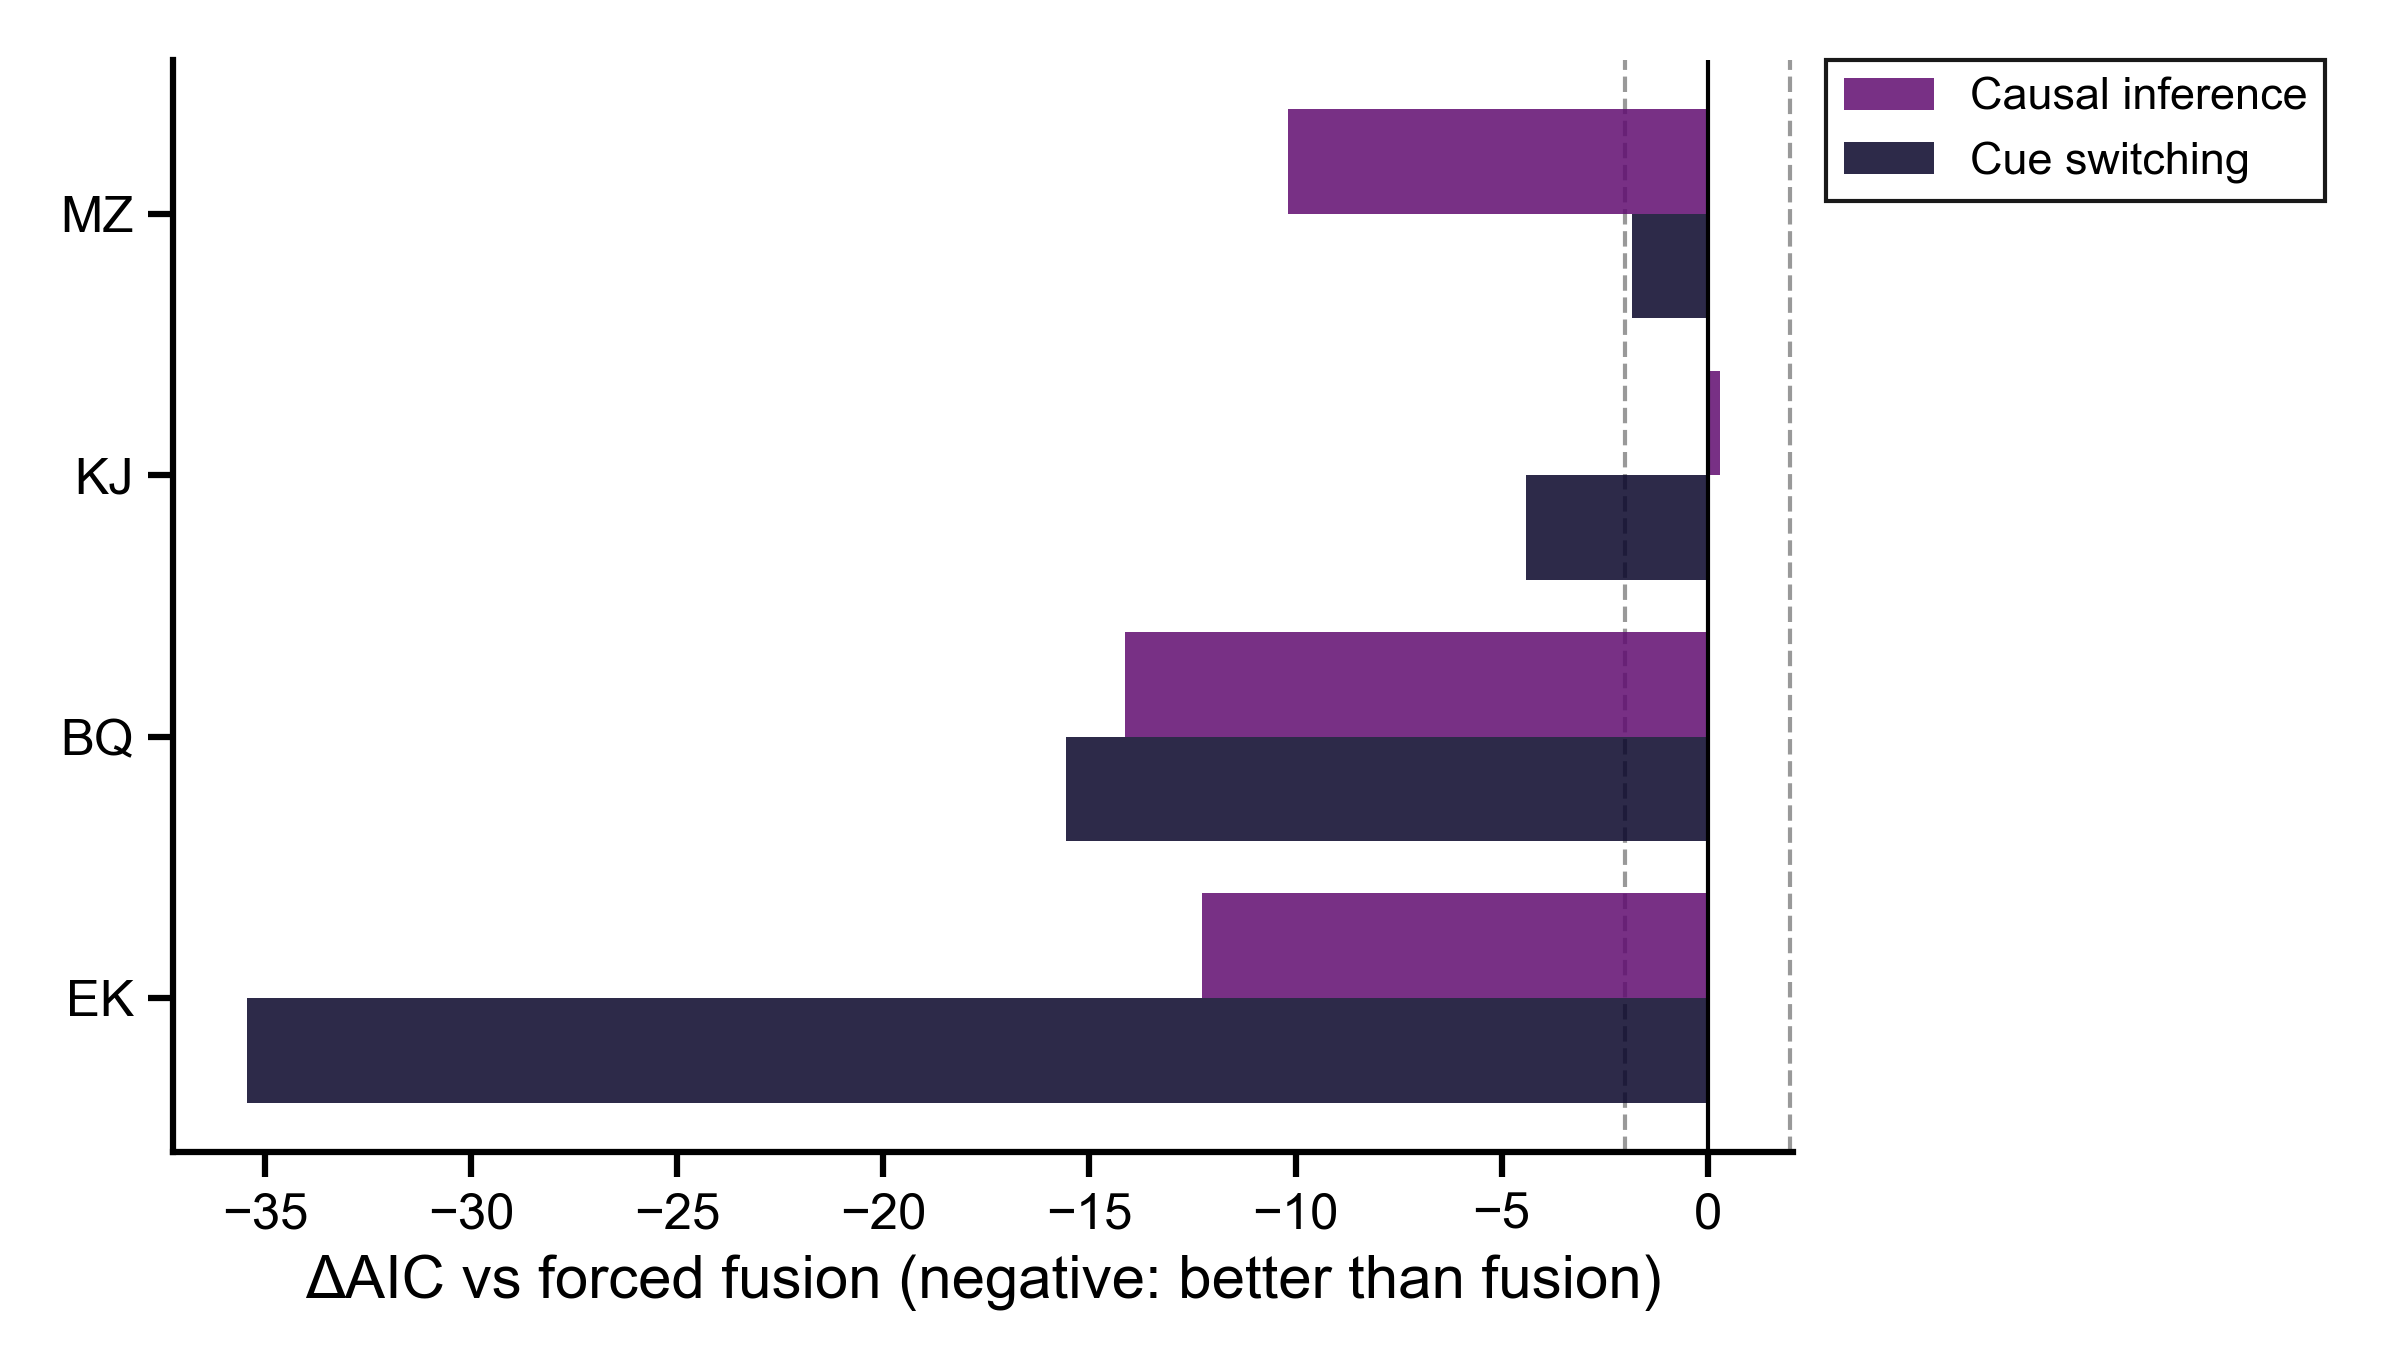 Causal inference
Cue switching
MZ
KJ
BQ
EK
−35 −30 −25 −20 −15 −10 −5 0
ΔAIC vs forced fusion (negative: better than fusion)